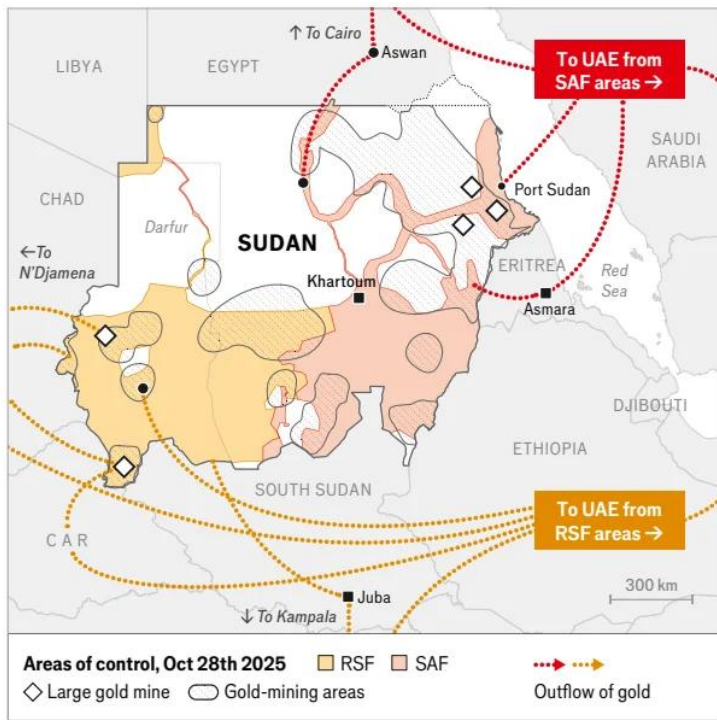 ↑ To Cairo
Aswan
LIBYA
EGYPT
To UAE from
SAF areas →
SAUDI
ARABIA
CHAD
Port Sudan
Darfur
SUDAN
←To
N'Djamena
Khartoum
ERITREA
Red
Sea
Asmara
DJIBOUTI
ETHIOPIA
SOUTH SUDAN
To UAE from
RSF areas →
CAR
300 km
Juba
↓ To Kampala
Areas of control, Oct 28th 2025 RSF SAF
Large gold mine Gold-mining areas Outflow of gold